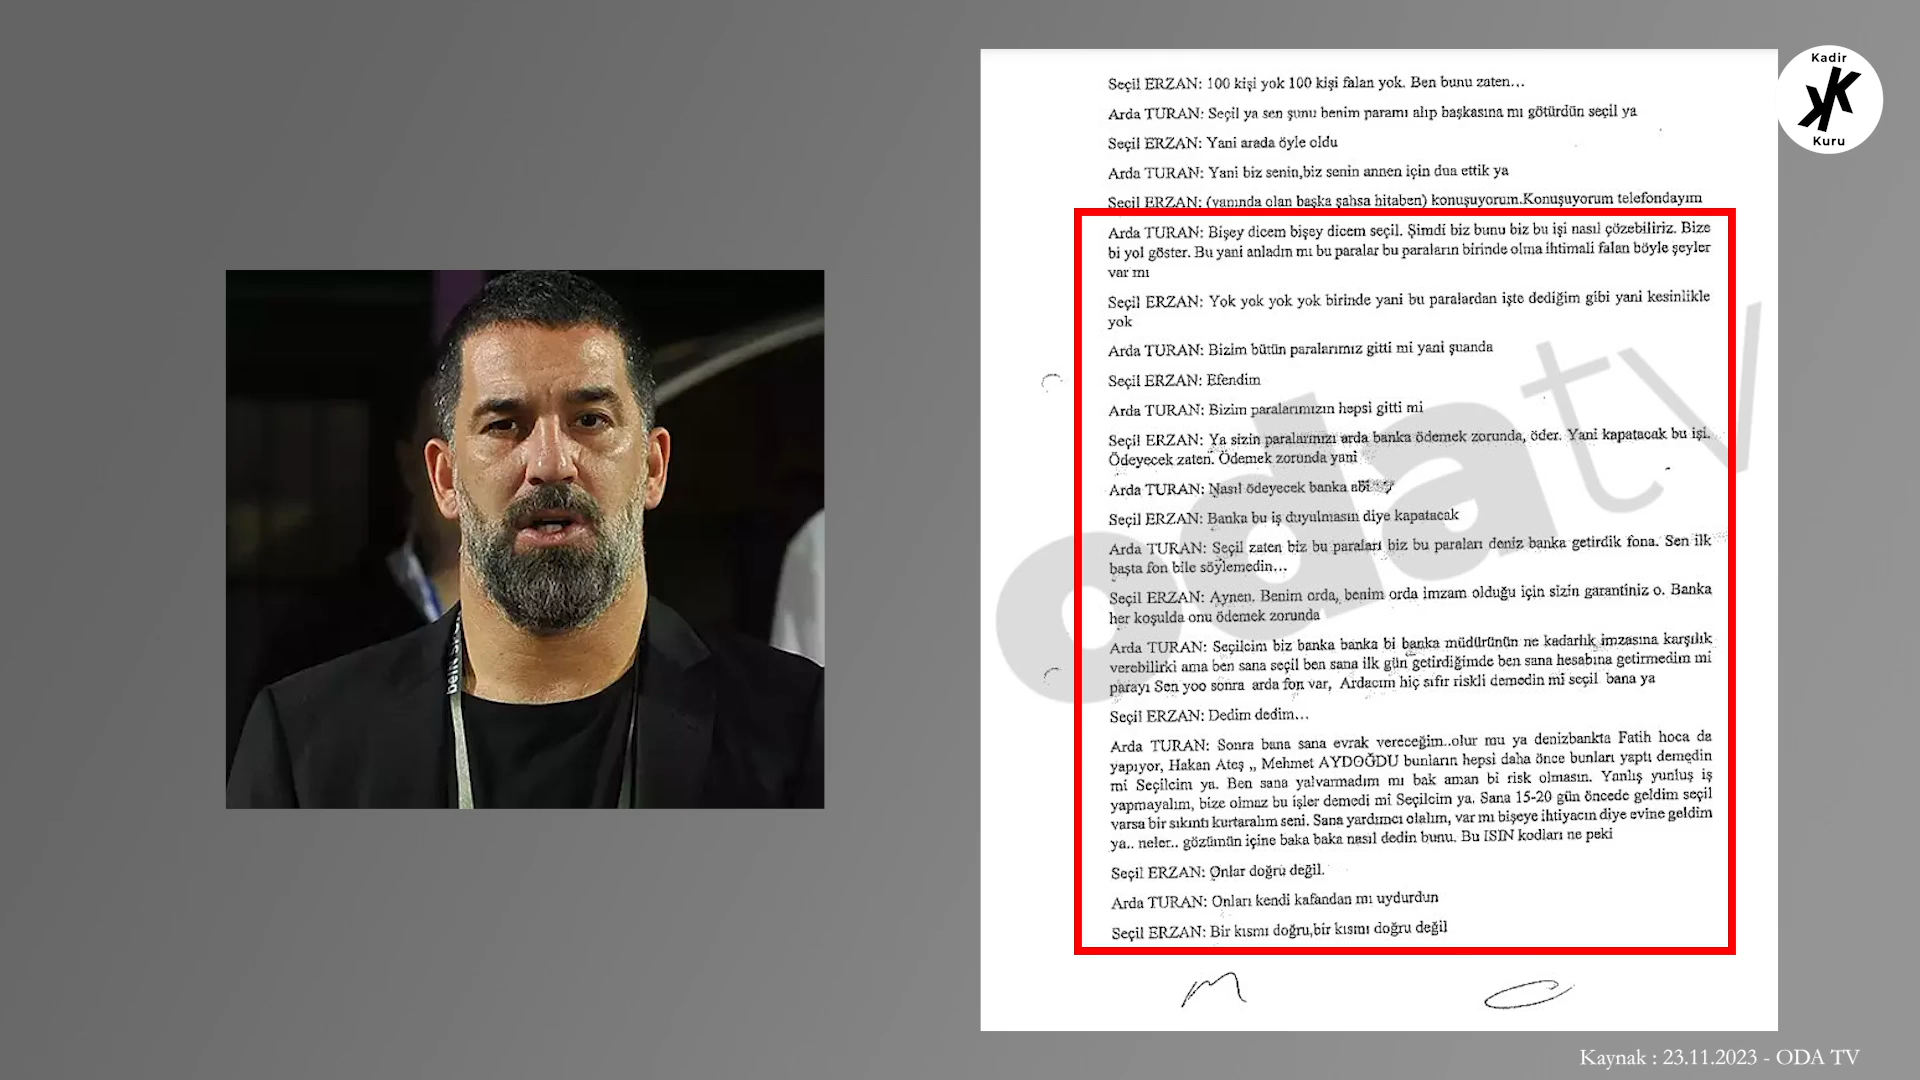 Kadir
Kuru
Seçil ERZAN: 100 kişi yok 100 kişi falan yok. Ben bunu zaten…
Arda TURAN: Seçil ya sen şunu benim paramı alıp başkasına mı götürdün seçil ya
Seçil ERZAN: Yani arada öyle oldu
Arda TURAN: Yani biz senin,biz senin annen için dua ettik ya
Seçil ERZAN: (yanında olan başka şahsa hitaben) konuşuyorum.Konuşuyorum telefondayım
Arda TURAN: Bişey dicem bişey dicem seçil. Şimdi biz bunu biz bu işi nasıl çözebiliriz. Bize
bi yol göster. Bu yani anladın mı bu paralar bu paraların birinde olma ihtimali falan böyle şeyler
var mı
Seçil ERZAN: Yok yok yok yok birinde yani bu paralardan işte dediğim gibi yani kesinlikle
yok
Arda TURAN: Bizim bütün paralarımız gitti mi yani şuanda
Seçil ERZAN: Efendim
Arda TURAN: Bizim paralarımızın hepsi gitti mi
Seçil ERZAN: Ya sizin paralarınızı arda banka ödemek zorunda, öder. Yani kapatacak bu işi.
Ödeyecek zaten. Ödemek zorunda yani
Arda TURAN: Nasıl ödeyecek banka abi
Seçil ERZAN: Banka bu iş duyulmasın diye kapatacak
Arda TURAN: Seçil zaten biz bu paraları biz bu paraları deniz banka getirdik fona. Sen ilk
başta fon bile söylemedin…
Seçil ERZAN: Aynen. Benim orda, benim orda imzam olduğu için sizin garantiniz o. Banka
her koşulda onu ödemek zorunda
Arda TURAN: Seçilcim biz banka banka bi banka müdürünün ne kadarlık imzasına karşılık
verebilirki ama ben sana seçil ben sana ilk gün getirdiğimde ben sana hesabına getirmedim mi
parayı Sen yoo sonra arda fon var, Ardacım hiç sıfır riskli demedin mi seçil bana ya
Seçil ERZAN: Dedim dedim…
Arda TURAN: Sonra bana sana evrak vereceğim..olur mu ya denizbankta Fatih hoca da
yapıyor, Hakan Ateş ,, Mehmet AYDOĞDU bunların hepsi daha önce bunları yaptı demedin
mi Seçilcim ya. Ben sana yalvarmadım mı bak aman bi risk olmasın. Yanlış yunluş iş
yapmayalım, bize olmaz bu işler demedi mi Seçilcim ya. Sana 15-20 gün öncede geldim seçil
varsa bir sıkıntı kurtaralım seni. Sana yardımcı olalım, var mı bişeye ihtiyacın diye evine geldim
ya.. neler.. gözümün içine baka baka nasıl dedin bunu. Bu ISIN kodları ne peki
Seçil ERZAN: Onlar doğru değil.
Arda TURAN: Onları kendi kafandan mı uydurdun
Seçil ERZAN: Bir kısmı doğru,bir kısmı doğru değil
odatv
beIN SPOR
Kaynak : 23.11.2023 - ODA TV